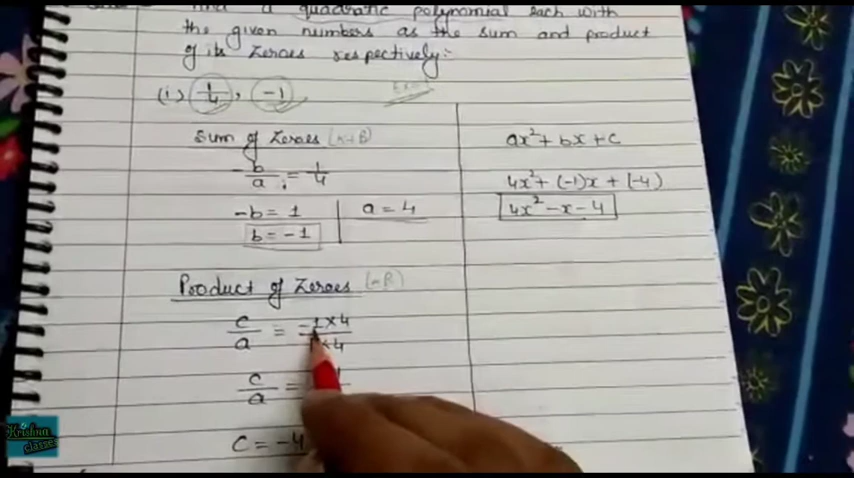 a quadratic polynomial each with
the given numbers as the sum and product
of its zeroes respectively:-
(i) 1/4, -1
Sum of Zeroes (α+β)
-b/a = 1/4
-b = 1 | a = 4
b = -1
Product of Zeroes (αβ)
c/a = -1×4
c/a =
c = -4
ax² + bx + c
4x² + (-1)x + (-4)
4x² - x - 4
Krishna
classes